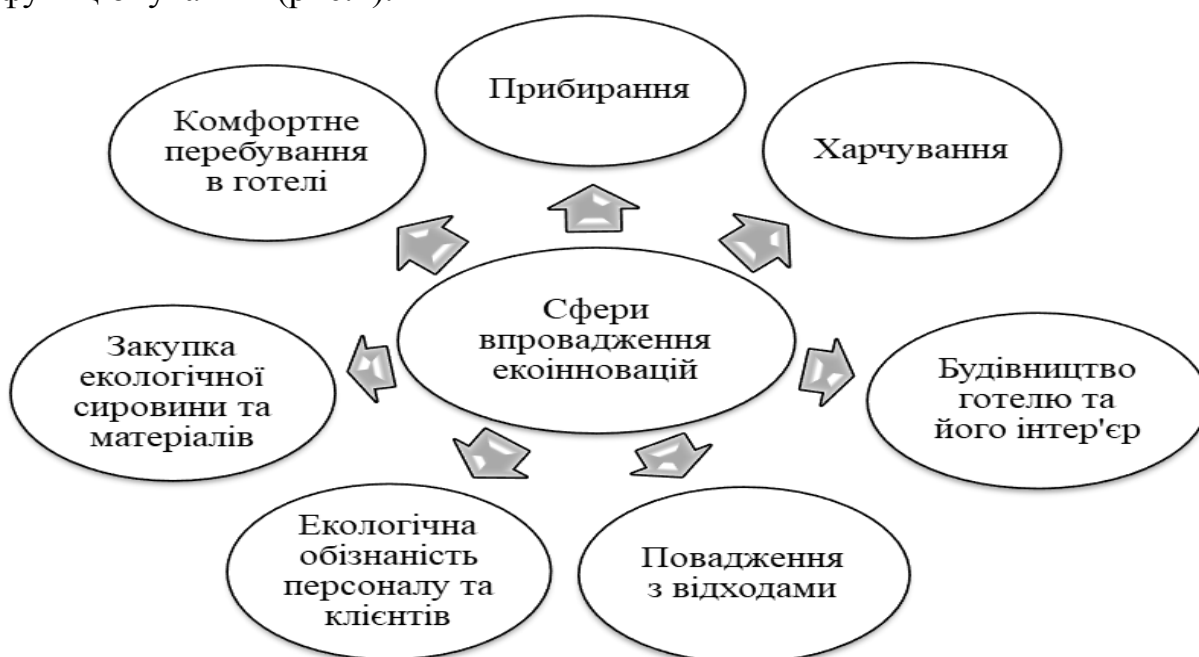 Прибирання
Комфортне
перебування
в готелі
Харчування
Сфери
впровадження
екоінновацій
Закупка
екологічної
сировини та
матеріалів
Будівництво
готелю та
його інтер'єр
Екологічна
обізнаність
персоналу та
клієнтів
Поводження
з відходами